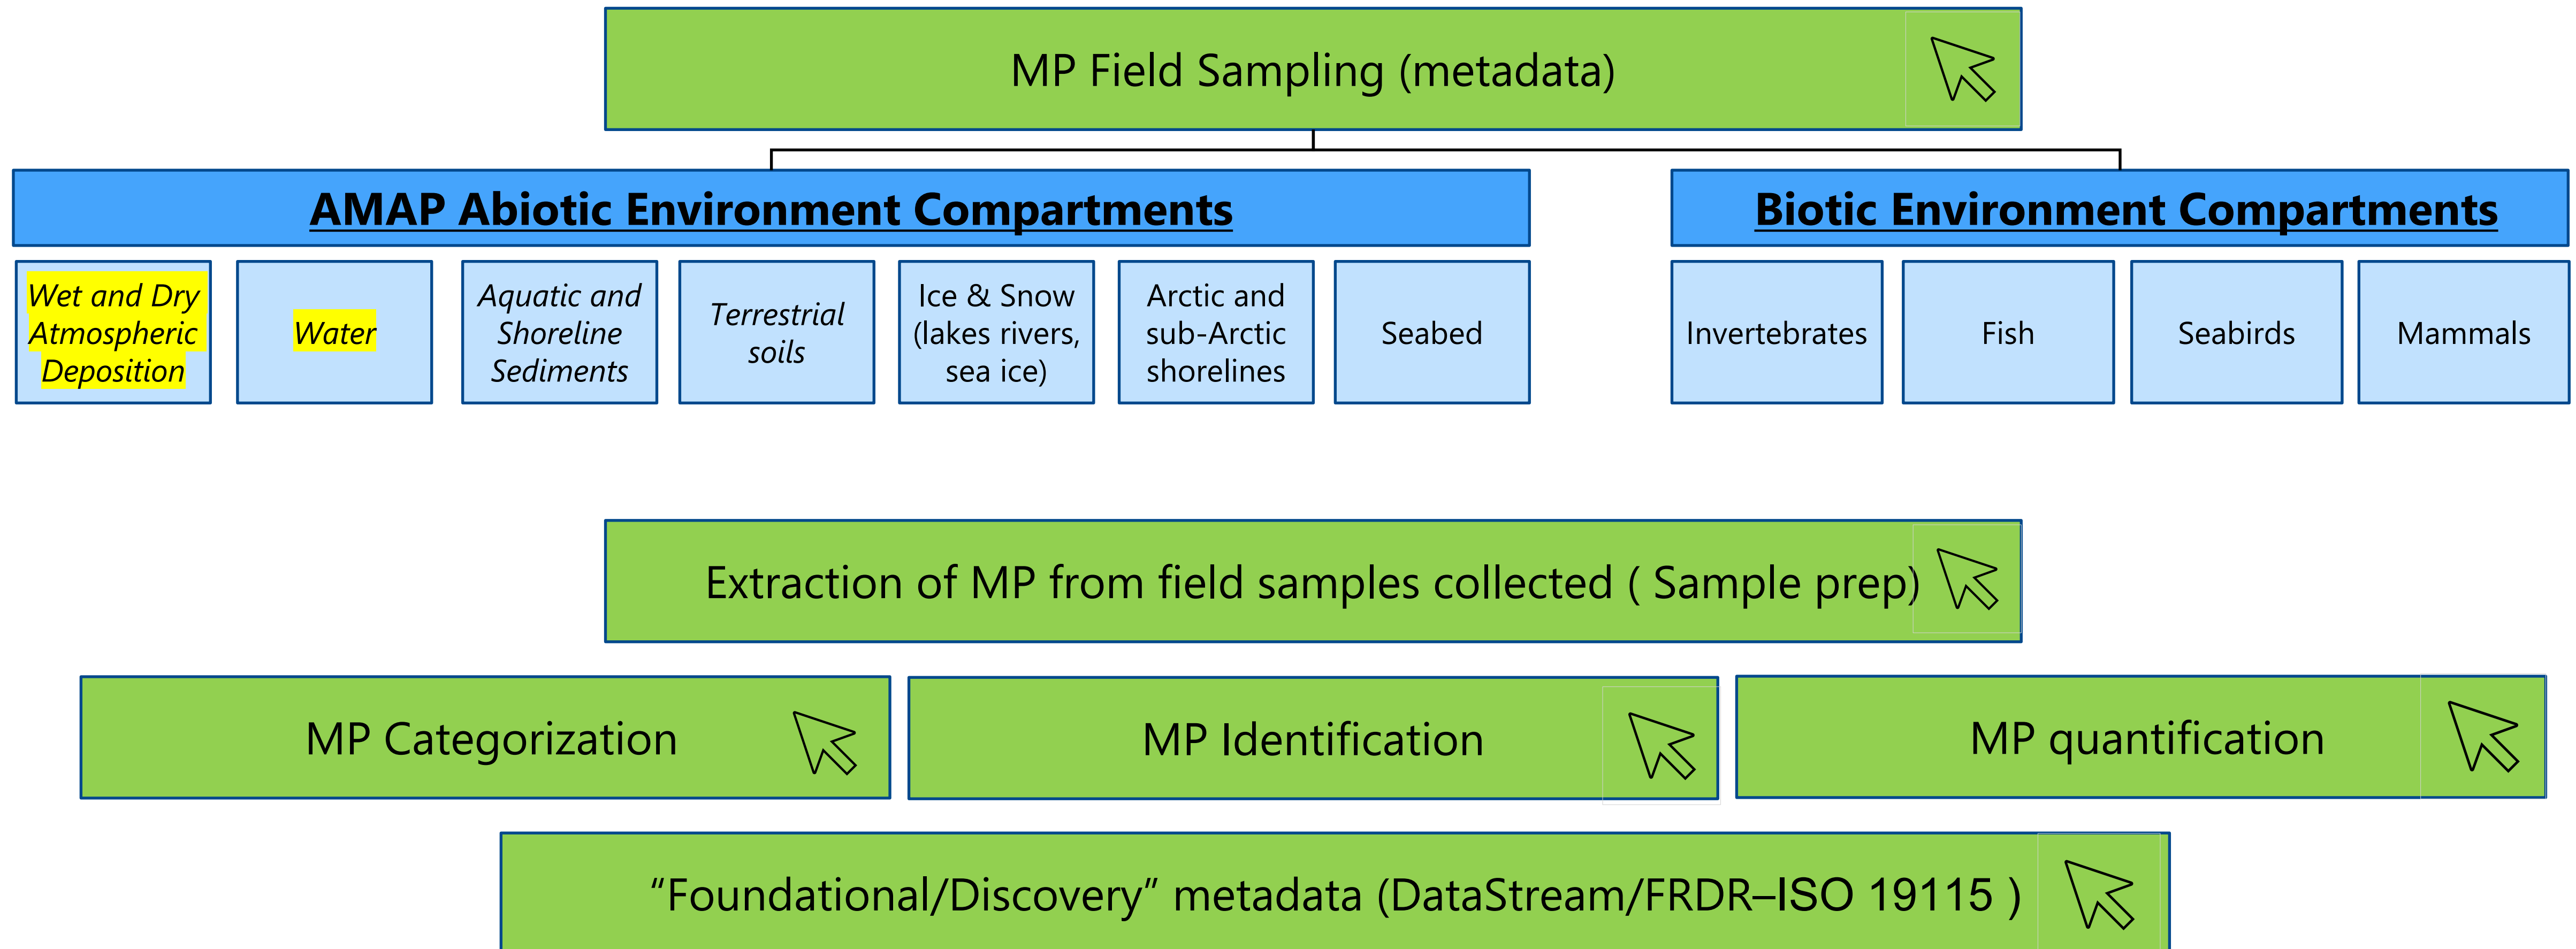 MP Field Sampling (metadata)
AMAP Abiotic Environment Compartments
Biotic Environment Compartments
Wet and Dry
Atmospheric
Deposition
Water
Aquatic and
Shoreline
Sediments
Terrestrial
soils
Ice & Snow
(lakes rivers,
sea ice)
Arctic and
sub-Arctic
shorelines
Seabed
Invertebrates
Fish
Seabirds
Mammals
Extraction of MP from field samples collected ( Sample prep)
MP Categorization
MP Identification
MP quantification
“Foundational/Discovery” metadata (DataStream/FRDR–ISO 19115 )